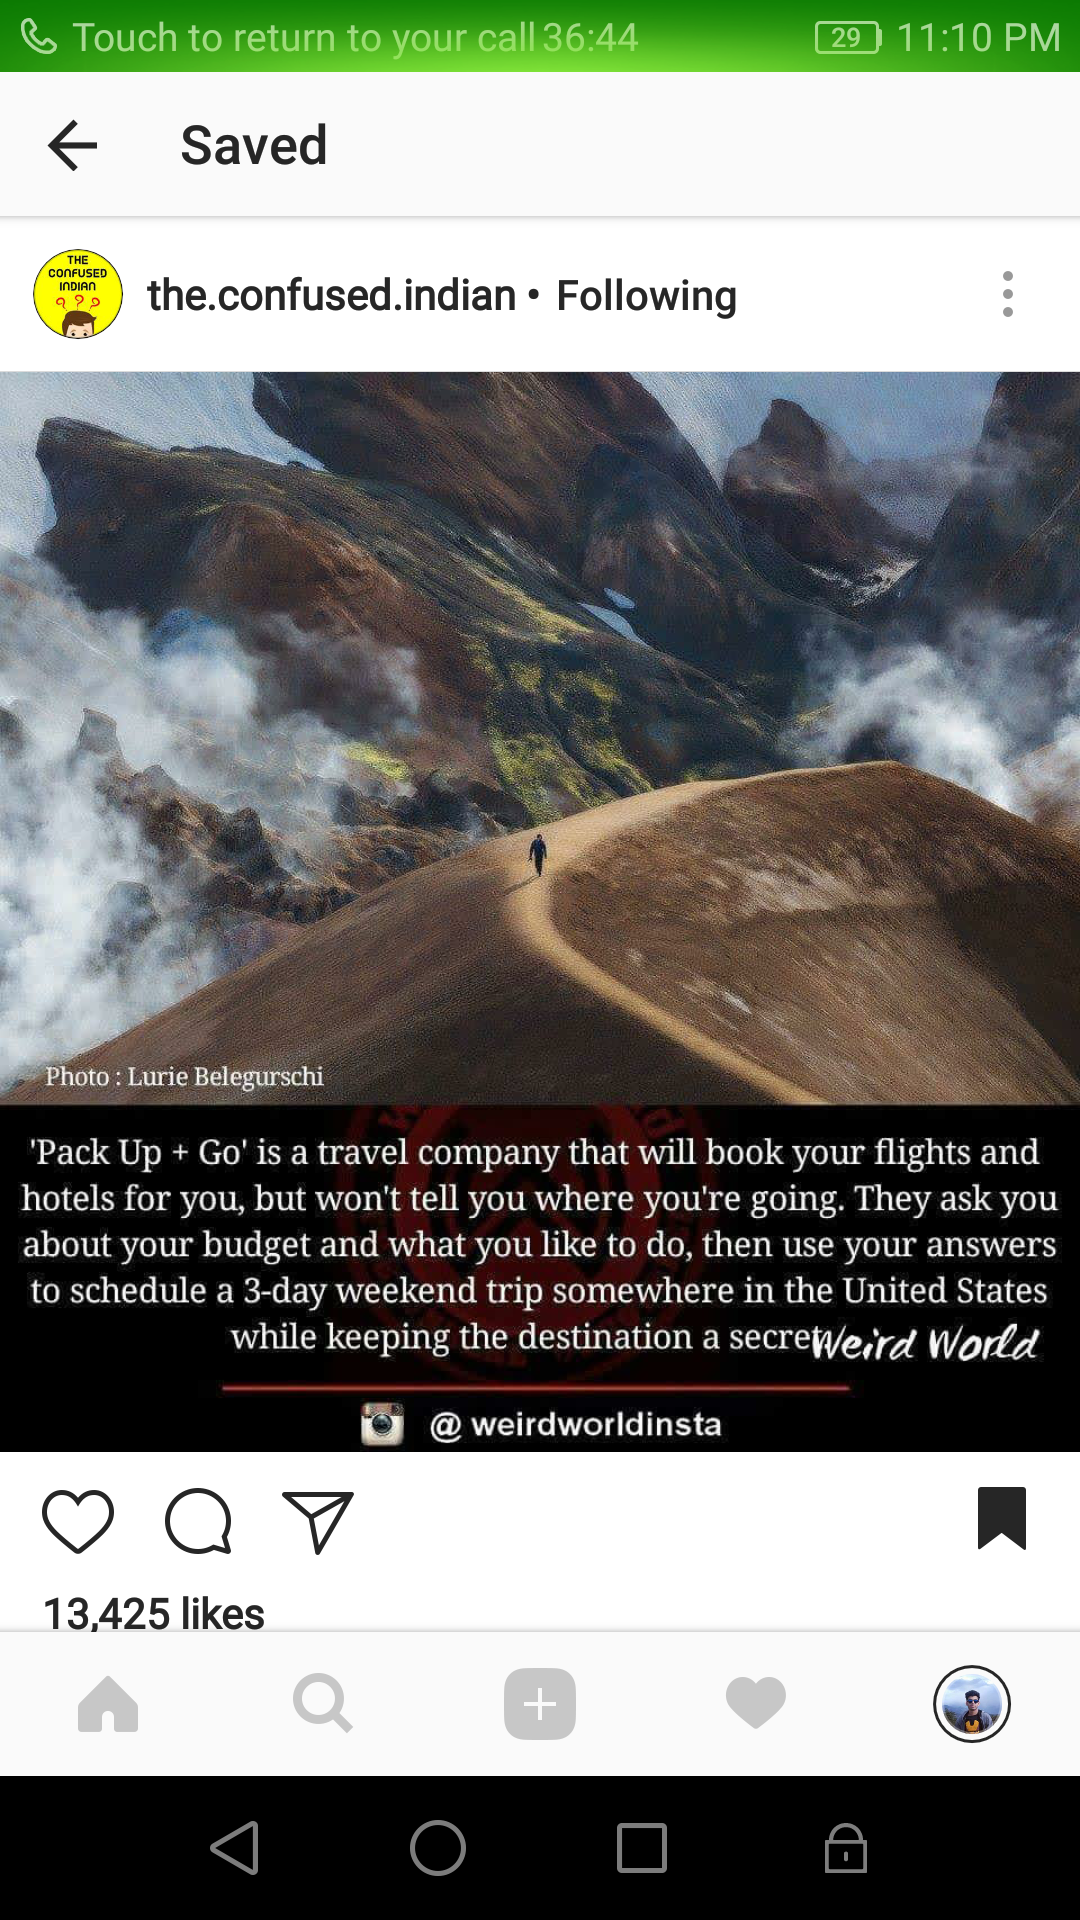 Touch to return to your call 36:44 29 11:10 PM
Saved
THE
CONFUSED
INDIAN
the.confused.indian • Following
Photo : Lurie Belegurschi
'Pack Up + Go' is a travel company that will book your flights and
hotels for you, but won't tell you where you're going. They ask you
about your budget and what you like to do, then use your answers
to schedule a 3-day weekend trip somewhere in the United States
while keeping the destination a secret
Weird World
@ weirdworldinsta
13,425 likes